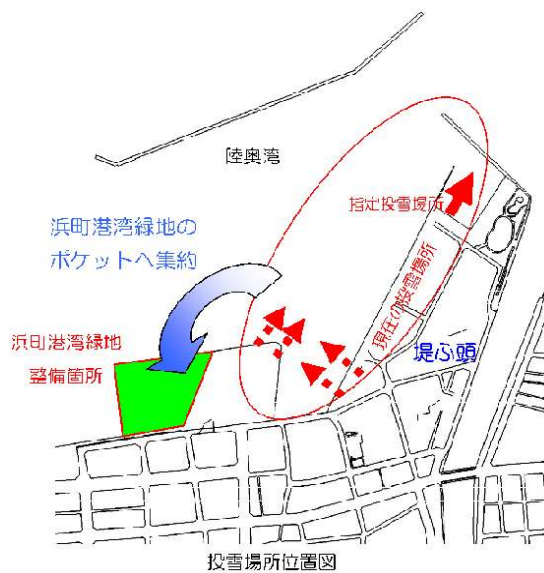 陸奥湾
指定投雪場所
浜町港湾緑地の
ポケットへ集約
現在の投雪場所
浜町港湾緑地
整備箇所
堤ふ頭
投雪場所位置図